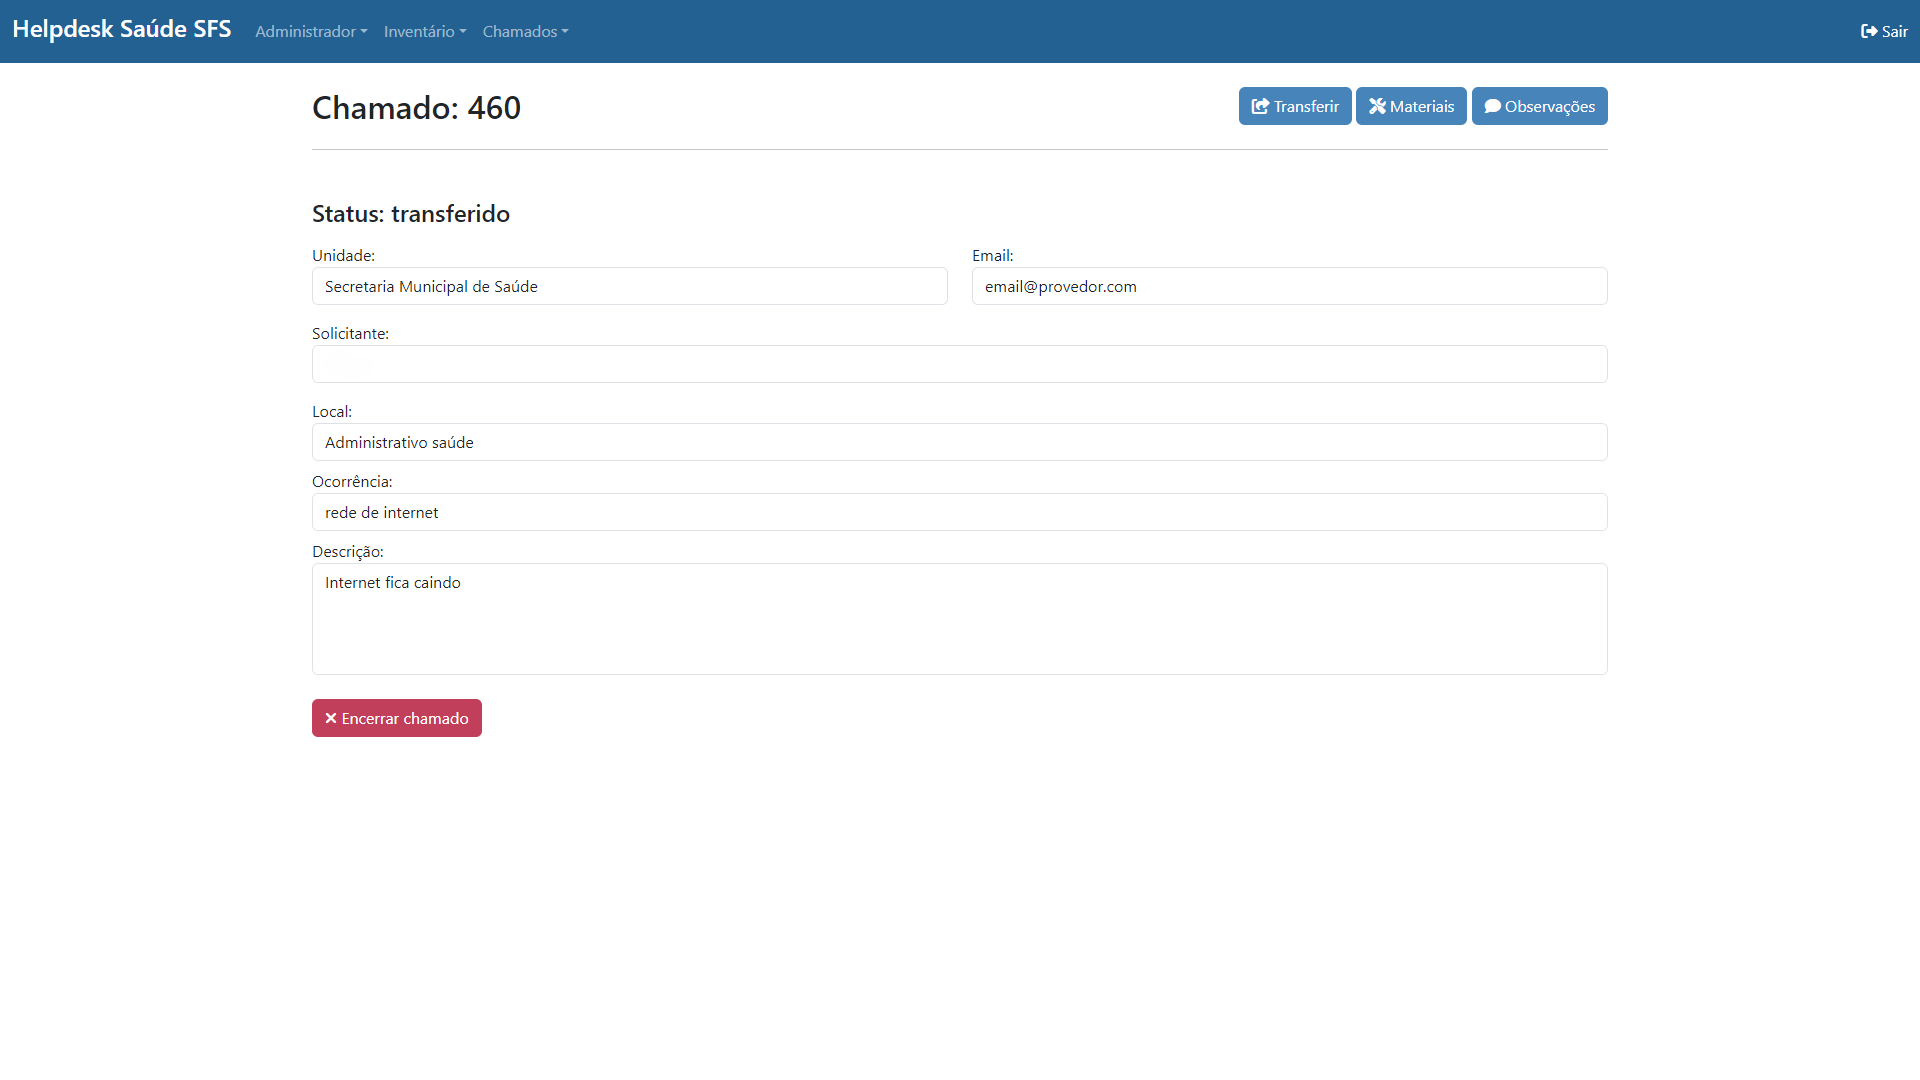 Helpdesk Saúde SFS Administrador Inventário Chamados Sair
Chamado: 460 Transferir Materiais Observações
Status: transferido
Unidade: Email:
Secretaria Municipal de Saúde email@provedor.com
Solicitante:
Local:
Administrativo saúde
Ocorrência:
rede de internet
Descrição:
Internet fica caindo
Encerrar chamado